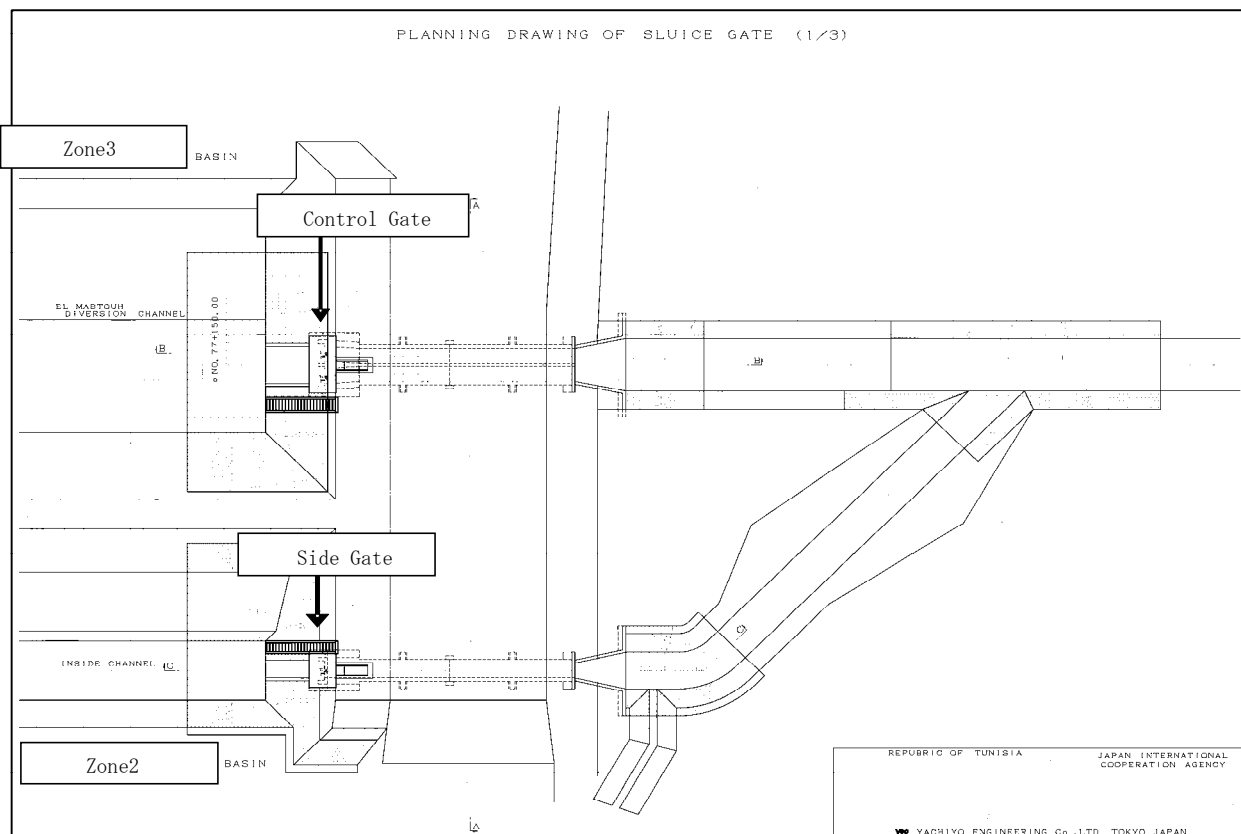 PLANNING DRAWING OF SLUICE GATE (1/3)
Zone3
BASIN
A
Control Gate
EL MABTOUH
DIVERSION CHANNEL
NO.77+150.00
B
B
Side Gate
INSIDE CHANNEL
C
C
Zone2
BASIN
A
REPUBRIC OF TUNISIA
JAPAN INTERNATIONAL
COOPERATION AGENCY
YACHIYO ENGINEERING Co.,LTD. TOKYO JAPAN